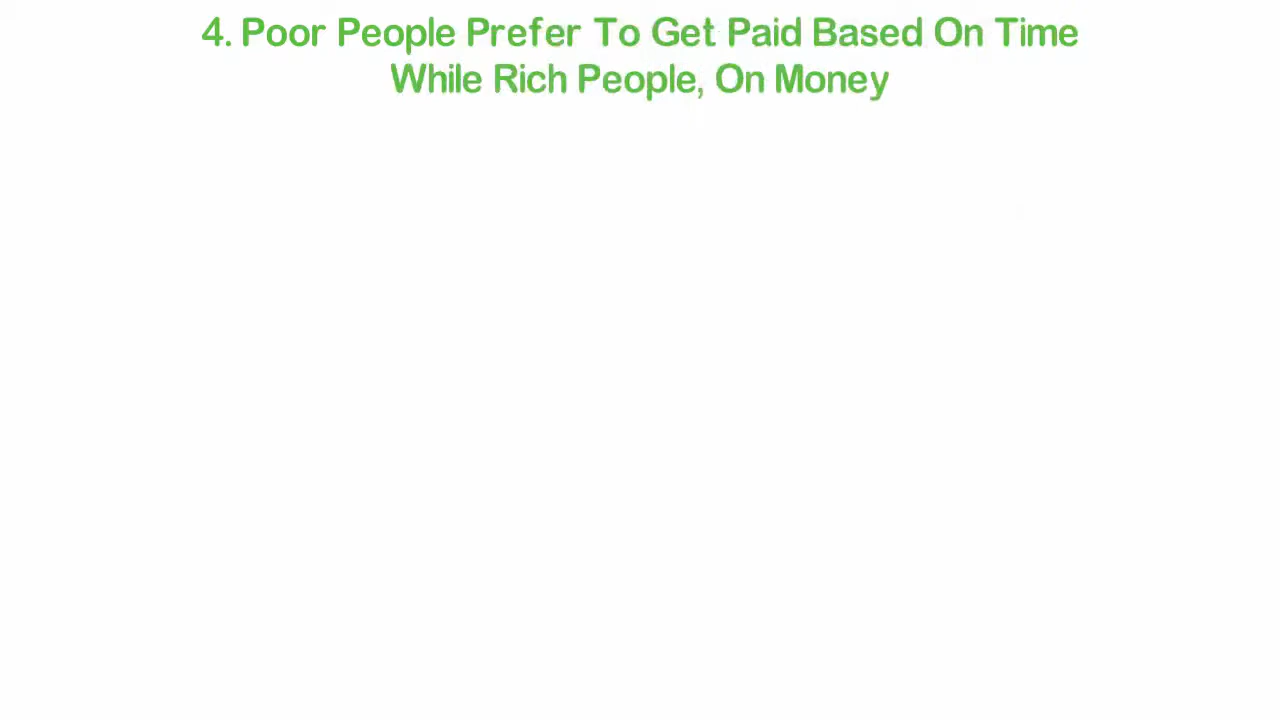 4. Poor People Prefer To Get Paid Based On Time
While Rich People, On Money